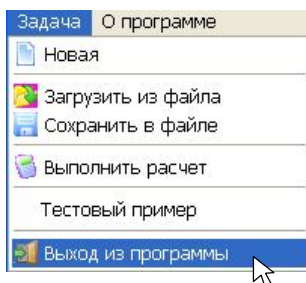 Задача О программе
Новая
Загрузить из файла
Сохранить в файле
Выполнить расчет
Тестовый пример
Выход из программы